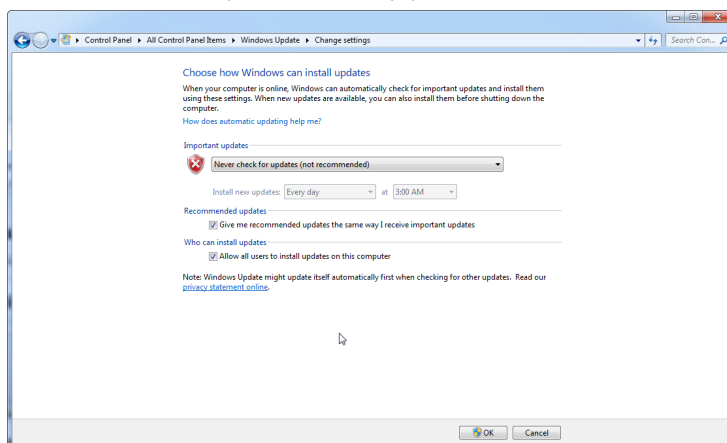 Control Panel ▸ All Control Panel Items ▸ Windows Update ▸ Change settings
Search Con...
Choose how Windows can install updates
When your computer is online, Windows can automatically check for important updates and install them
using these settings. When new updates are available, you can also install them before shutting down the
computer.
How does automatic updating help me?
Important updates
Never check for updates (not recommended)
Install new updates: Every day at 3:00 AM
Recommended updates
Give me recommended updates the same way I receive important updates
Who can install updates
Allow all users to install updates on this computer
Note: Windows Update might update itself automatically first when checking for other updates. Read our
privacy statement online.
OK Cancel